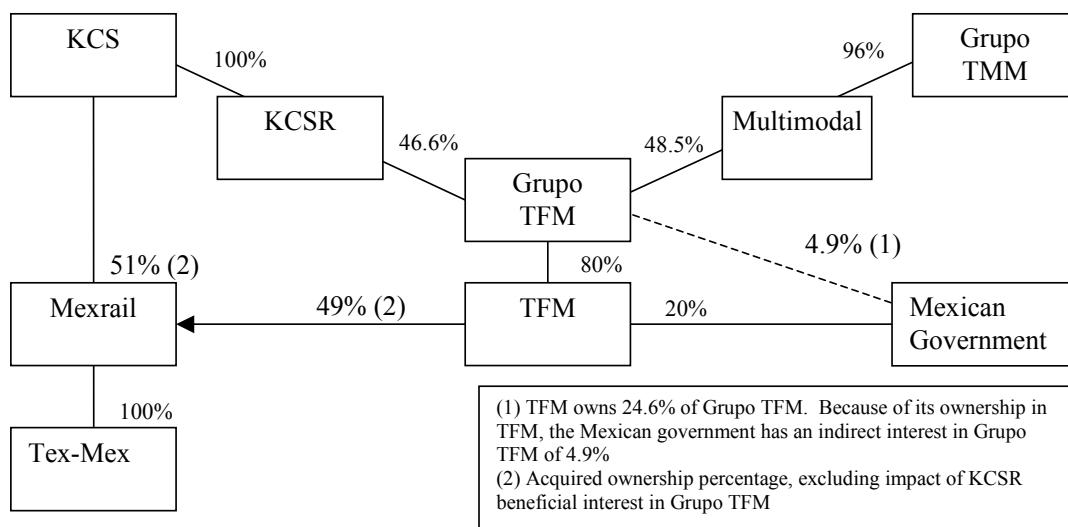 KCS
100%
96%
Grupo
TMM
KCSR
46.6%
48.5%
Multimodal
Grupo
TFM
4.9% (1)
80%
51% (2)
Mexrail
49% (2)
TFM
20%
Mexican
Government
100%
Tex-Mex
(1) TFM owns 24.6% of Grupo TFM. Because of its ownership in
TFM, the Mexican government has an indirect interest in Grupo
TFM of 4.9%
(2) Acquired ownership percentage, excluding impact of KCSR
beneficial interest in Grupo TFM